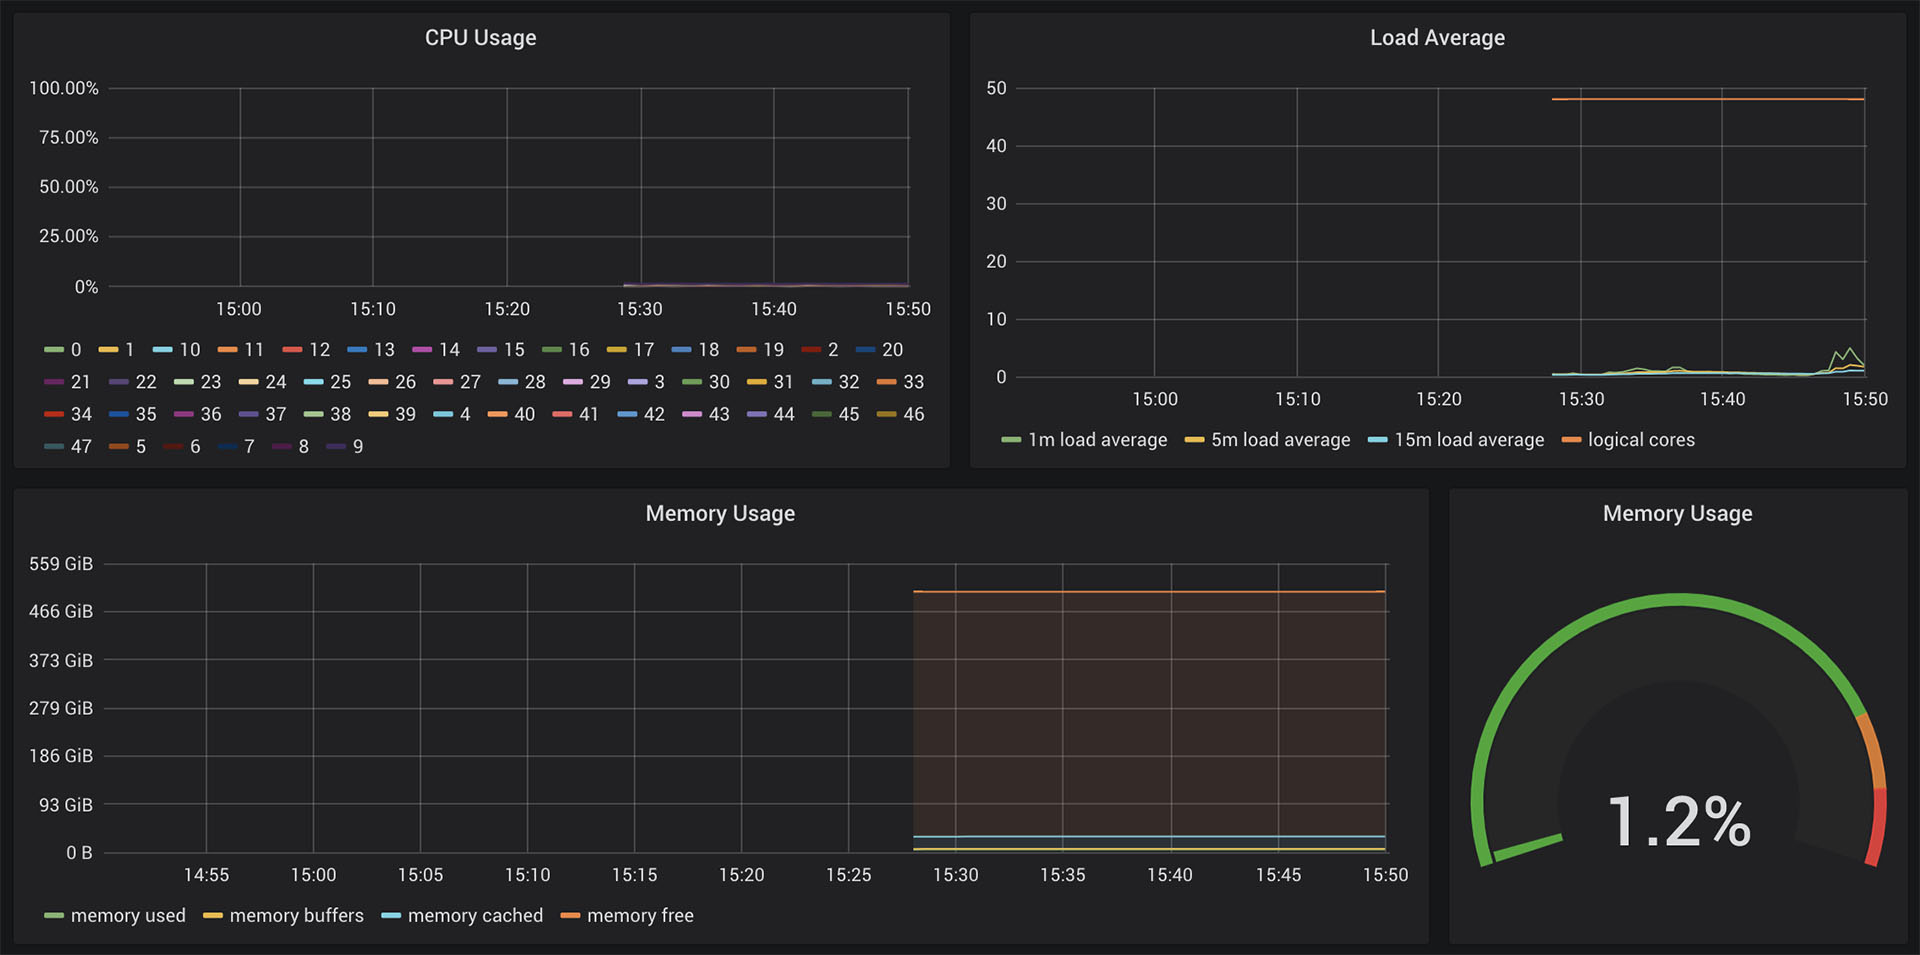 CPU Usage
100.00%
75.00%
50.00%
25.00%
0%
15:00 15:10 15:20 15:30 15:40 15:50
0 1 10 11 12 13 14 15 16 17 18 19 2 20
21 22 23 24 25 26 27 28 29 3 30 31 32 33
34 35 36 37 38 39 4 40 41 42 43 44 45 46
47 5 6 7 8 9
Load Average
50
40
30
20
10
0
15:00 15:10 15:20 15:30 15:40 15:50
1m load average 5m load average 15m load average logical cores
Memory Usage
559 GiB
466 GiB
373 GiB
279 GiB
186 GiB
93 GiB
0 B
14:55 15:00 15:05 15:10 15:15 15:20 15:25 15:30 15:35 15:40 15:45 15:50
memory used memory buffers memory cached memory free
Memory Usage
1.2%